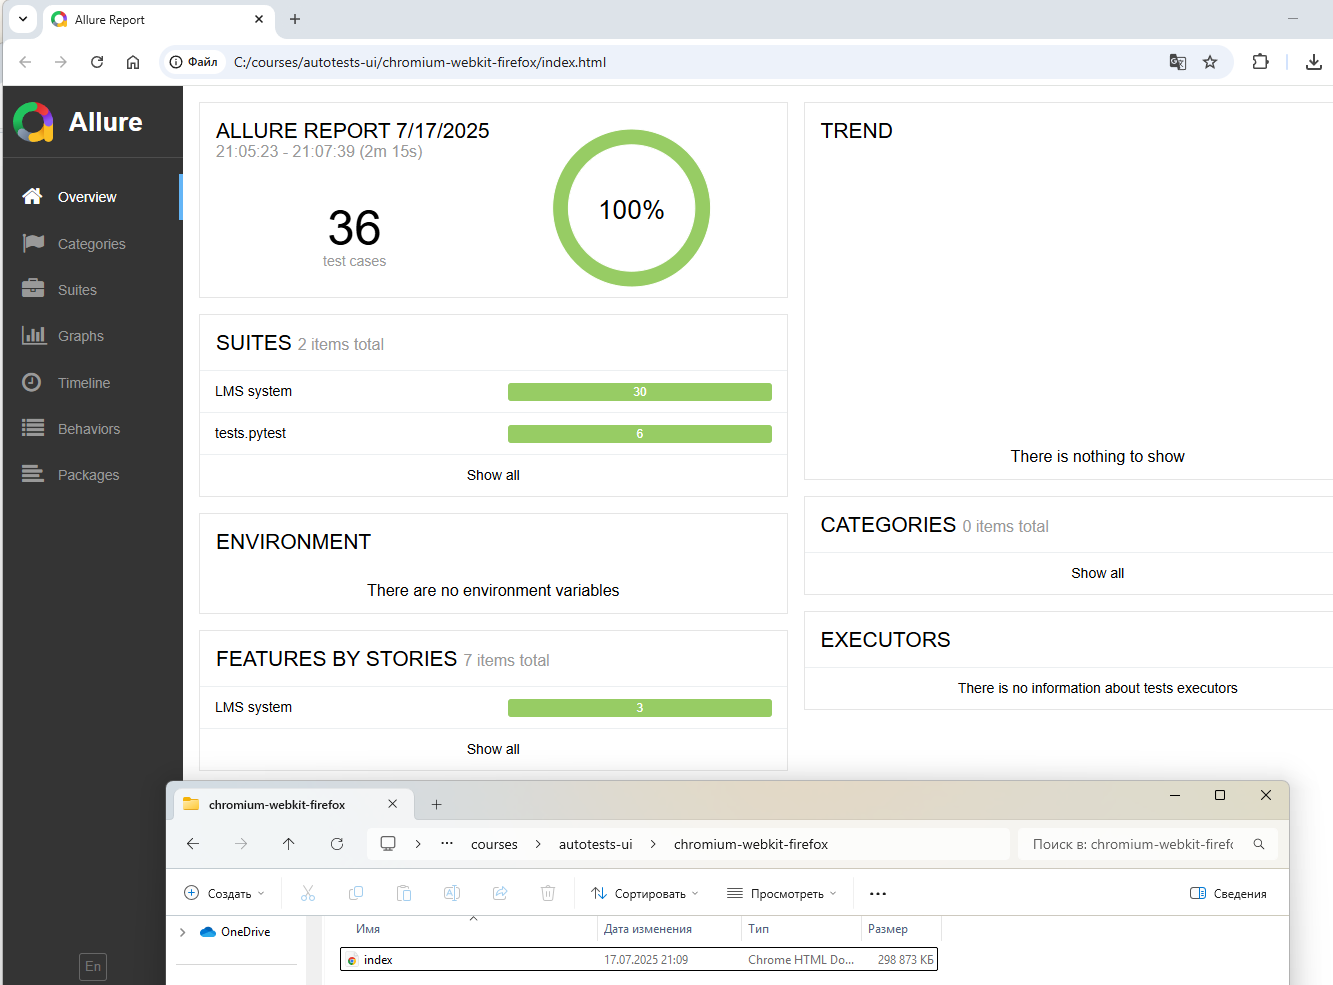 Allure Report
Файл
C:/courses/autotests-ui/chromium-webkit-firefox/index.html
Allure
Overview
Categories
Suites
Graphs
Timeline
Behaviors
Packages
En
ALLURE REPORT 7/17/2025
21:05:23 - 21:07:39 (2m 15s)
36
test cases
100%
SUITES 2 items total
LMS system 30
tests.pytest 6
Show all
ENVIRONMENT
There are no environment variables
FEATURES BY STORIES 7 items total
LMS system 3
Show all
TREND
There is nothing to show
CATEGORIES 0 items total
Show all
EXECUTORS
There is no information about tests executors
chromium-webkit-firefox
courses autotests-ui chromium-webkit-firefox
Поиск в: chromium-webkit-firefo
Создать Сортировать Просмотреть Сведения
OneDrive
Имя Дата изменения Тип Размер
index 17.07.2025 21:09 Chrome HTML Do... 298 873 КБ